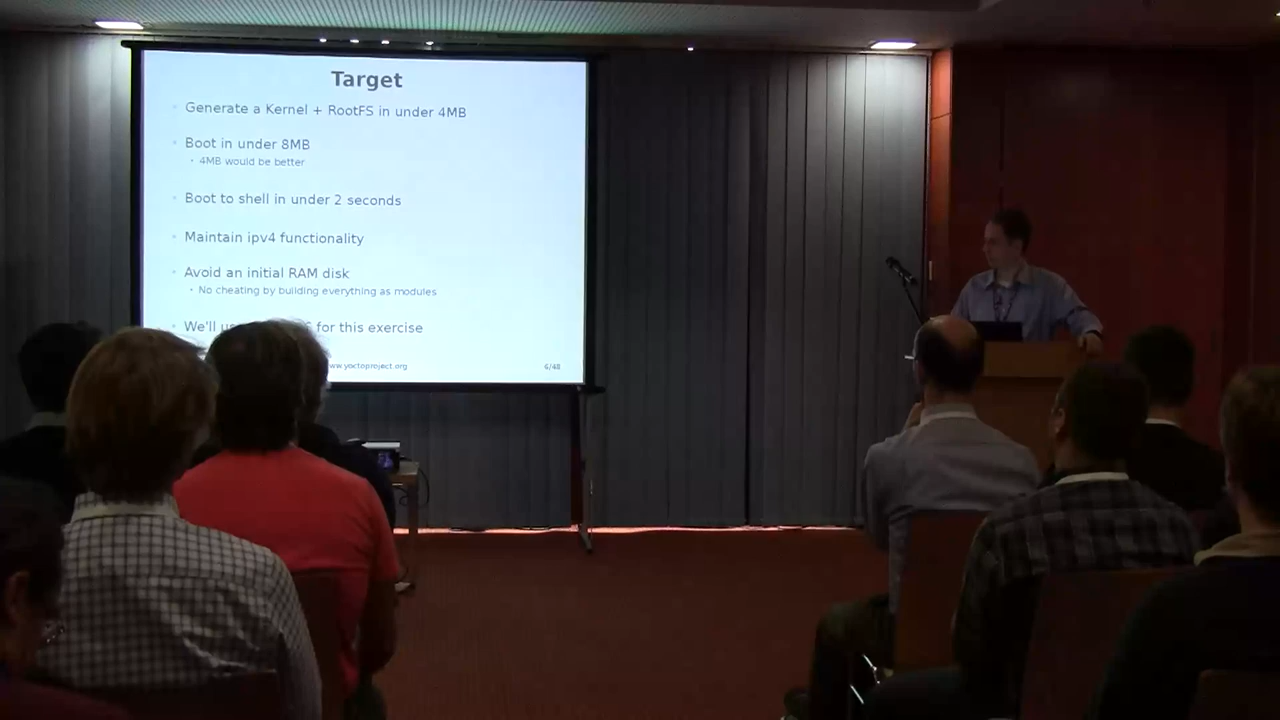 Target
Generate a Kernel + RootFS in under 4MB
Boot in under 8MB
4MB would be better
Boot to shell in under 2 seconds
Maintain ipv4 functionality
Avoid an initial RAM disk
No cheating by building everything as modules
We'll for this exercise
yoctoproject.org
6/48